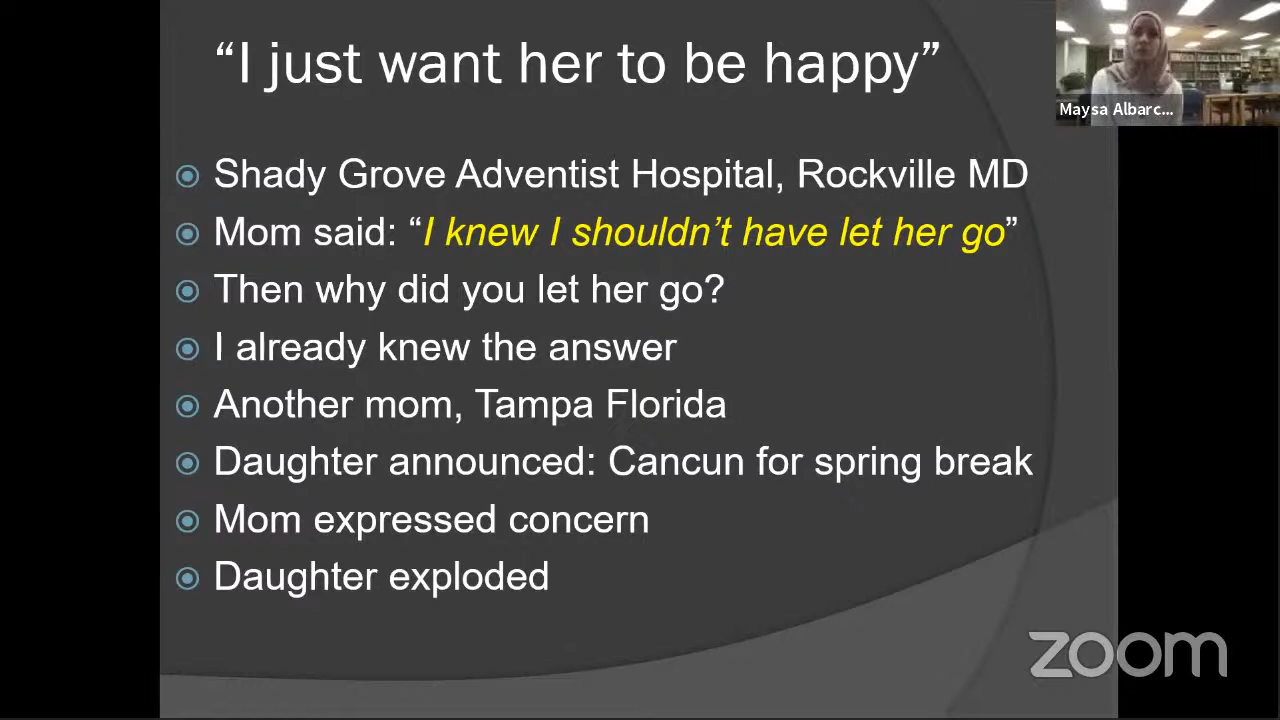 “I just want her to be happy”
Maysa Albarc...
Shady Grove Adventist Hospital, Rockville MD
Mom said: “I knew I shouldn’t have let her go”
Then why did you let her go?
I already knew the answer
Another mom, Tampa Florida
Daughter announced: Cancun for spring break
Mom expressed concern
Daughter exploded
zoom